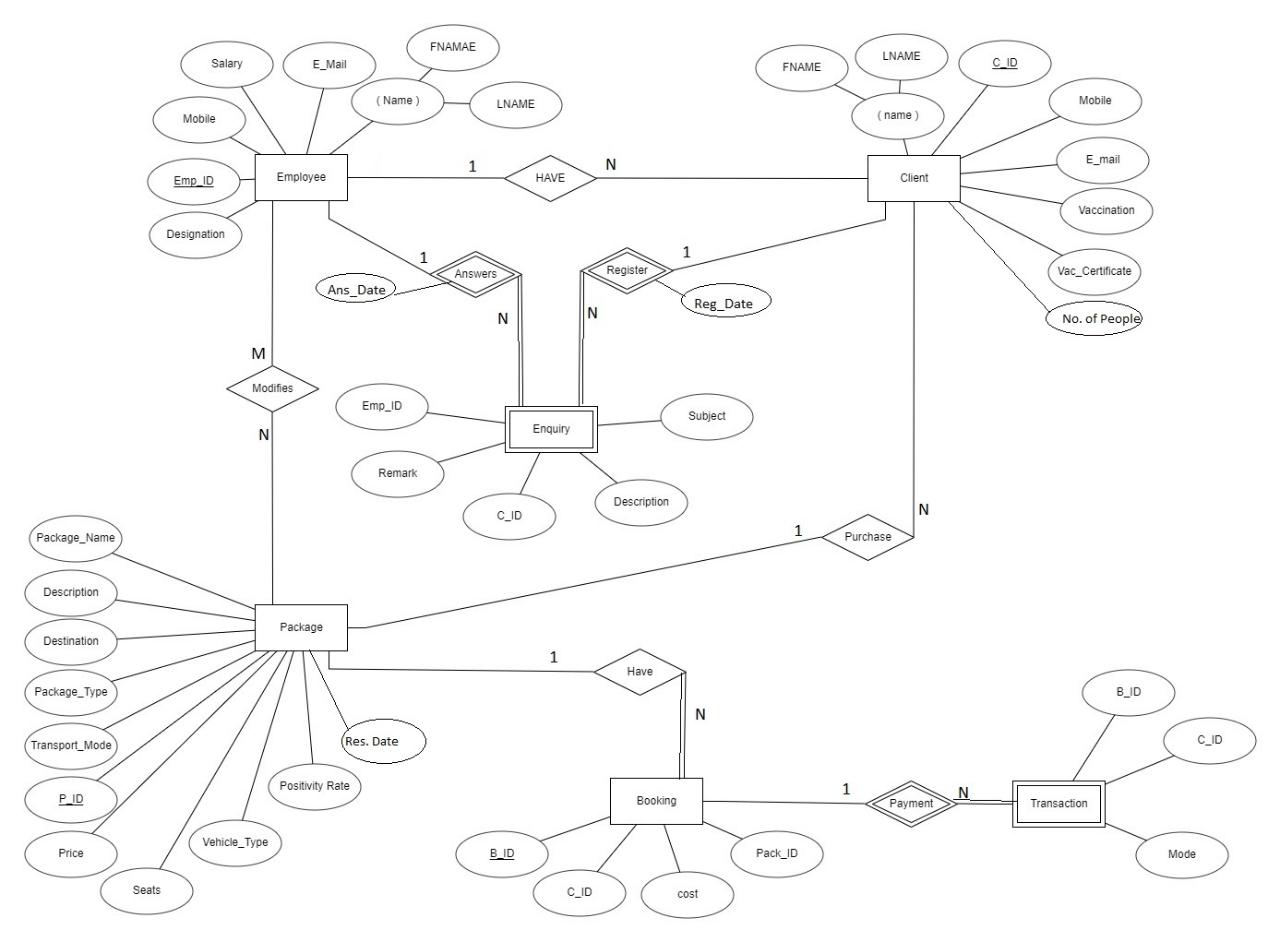 FNAMAE
Salary
E_Mail
( Name )
LNAME
Mobile
Emp_ID
Employee
Designation
1
HAVE
N
FNAME
LNAME
C_ID
( name )
Mobile
E_mail
Client
Vaccination
Vac_Certificate
No. of People
1
Answers
Ans_Date
N
Register
1
Reg_Date
N
M
Modifies
N
Emp_ID
Enquiry
Subject
Remark
C_ID
Description
N
1
Purchase
Package_Name
Description
Destination
Package
Package_Type
Transport_Mode
P_ID
Price
Seats
Vehicle_Type
Positivity Rate
Res. Date
1
Have
N
Booking
B_ID
C_ID
cost
Pack_ID
1
Payment
N
Transaction
B_ID
C_ID
Mode